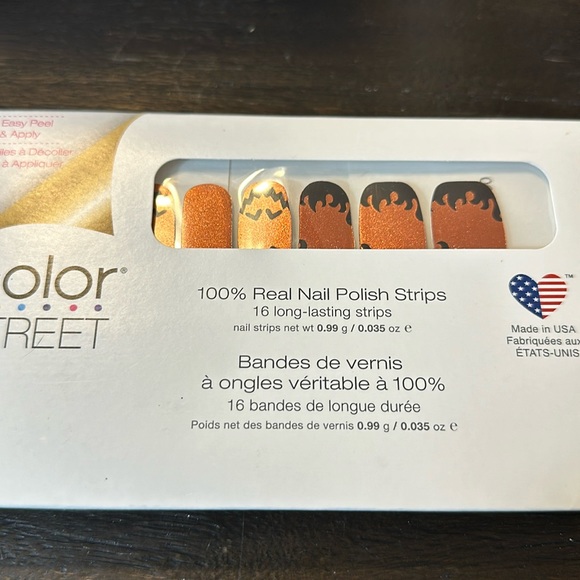 Easy Peel
& Apply
à Décoller
à Appliquer
olor®
TREET
100% Real Nail Polish Strips
16 long-lasting strips
nail strips net wt 0.99 g / 0.035 oz ℮
Bandes de vernis
à ongles véritable à 100%
16 bandes de longue durée
Poids net des bandes de vernis 0.99 g / 0.035 oz ℮
TM
Made in USA
Fabriquées aux
ÉTATS-UNIS